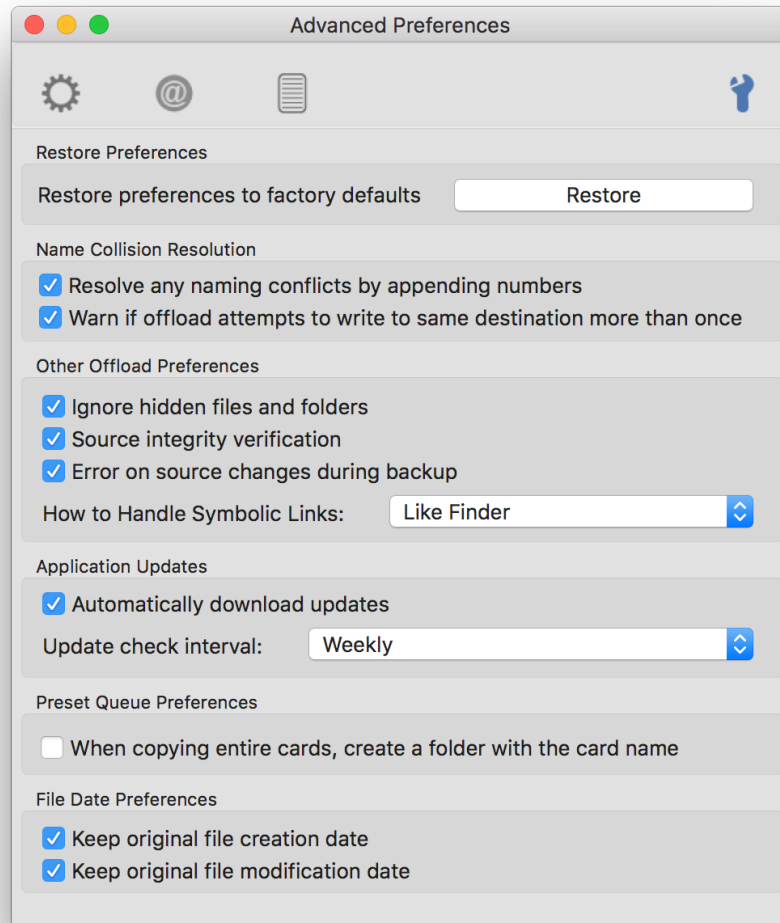 Advanced Preferences
@
Restore Preferences
Restore preferences to factory defaults Restore
Name Collision Resolution
Resolve any naming conflicts by appending numbers
Warn if offload attempts to write to same destination more than once
Other Offload Preferences
Ignore hidden files and folders
Source integrity verification
Error on source changes during backup
How to Handle Symbolic Links: Like Finder
Application Updates
Automatically download updates
Update check interval: Weekly
Preset Queue Preferences
When copying entire cards, create a folder with the card name
File Date Preferences
Keep original file creation date
Keep original file modification date